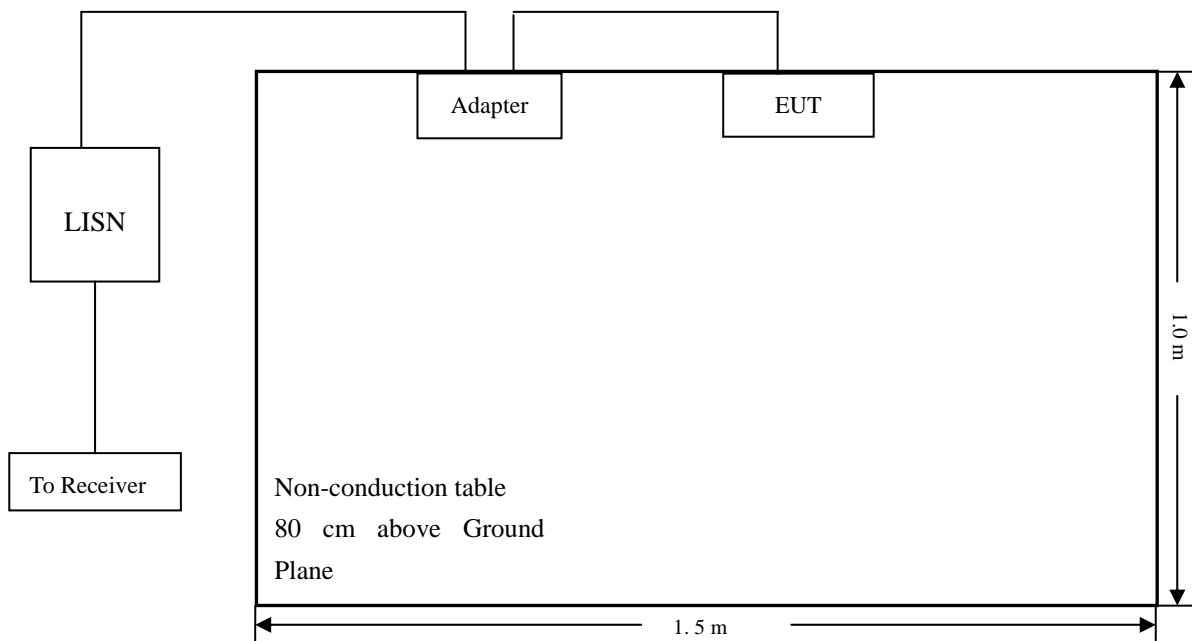 Adapter
EUT
LISN
1.0 m
To Receiver
Non-conduction table
80 cm above Ground
Plane
1. 5 m